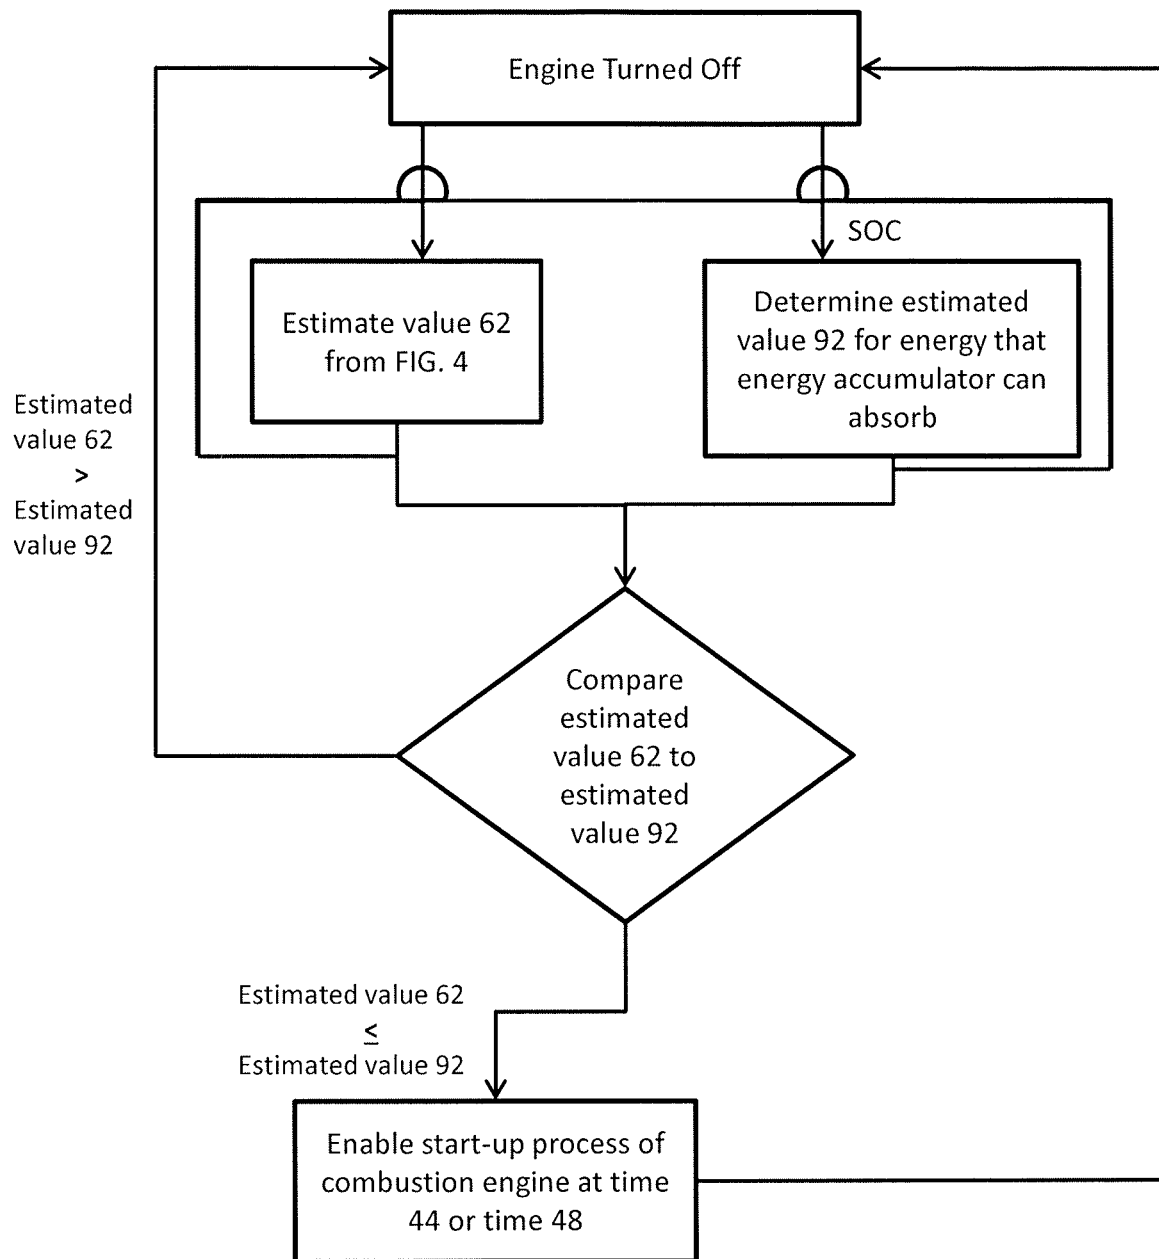 Engine Turned Off
SOC
Estimate value 62
from FIG. 4
Determine estimated
value 92 for energy that
energy accumulator can
absorb
Estimated
value 62
>
Estimated
value 92
Compare
estimated
value 62 to
estimated
value 92
Estimated value 62
≤
Estimated value 92
Enable start-up process of
combustion engine at time
44 or time 48